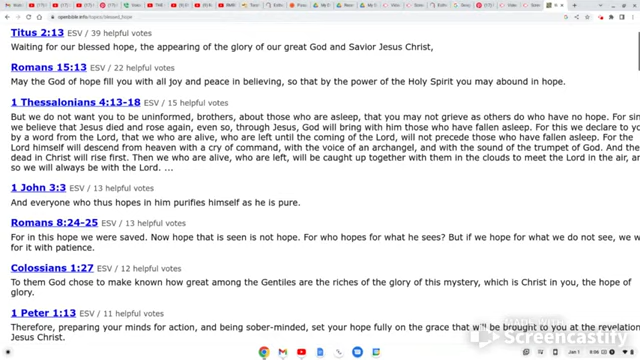 openbible.info/topics/blessed_hope
Titus 2:13 ESV / 39 helpful votes
Waiting for our blessed hope, the appearing of the glory of our great God and Savior Jesus Christ,
Romans 15:13 ESV / 22 helpful votes
May the God of hope fill you with all joy and peace in believing, so that by the power of the Holy Spirit you may abound in hope.
1 Thessalonians 4:13-18 ESV / 15 helpful votes
But we do not want you to be uninformed, brothers, about those who are asleep, that you may not grieve as others do who have no hope. For sin
we believe that Jesus died and rose again, even so, through Jesus, God will bring with him those who have fallen asleep. For this we declare to yo
by a word from the Lord, that we who are alive, who are left until the coming of the Lord, will not precede those who have fallen asleep. For the
Lord himself will descend from heaven with a cry of command, with the voice of an archangel, and with the sound of the trumpet of God. And the
dead in Christ will rise first. Then we who are alive, who are left, will be caught up together with them in the clouds to meet the Lord in the air, an
so we will always be with the Lord. ...
1 John 3:3 ESV / 13 helpful votes
And everyone who thus hopes in him purifies himself as he is pure.
Romans 8:24-25 ESV / 13 helpful votes
For in this hope we were saved. Now hope that is seen is not hope. For who hopes for what he sees? But if we hope for what we do not see, we w
for it with patience.
Colossians 1:27 ESV / 12 helpful votes
To them God chose to make known how great among the Gentiles are the riches of the glory of this mystery, which is Christ in you, the hope of
glory.
1 Peter 1:13 ESV / 11 helpful votes
Therefore, preparing your minds for action, and being sober-minded, set your hope fully on the grace that will be brought to you at the revelation
Jesus Christ.
MADE WITH
Screencastify
Jan 1
9:06